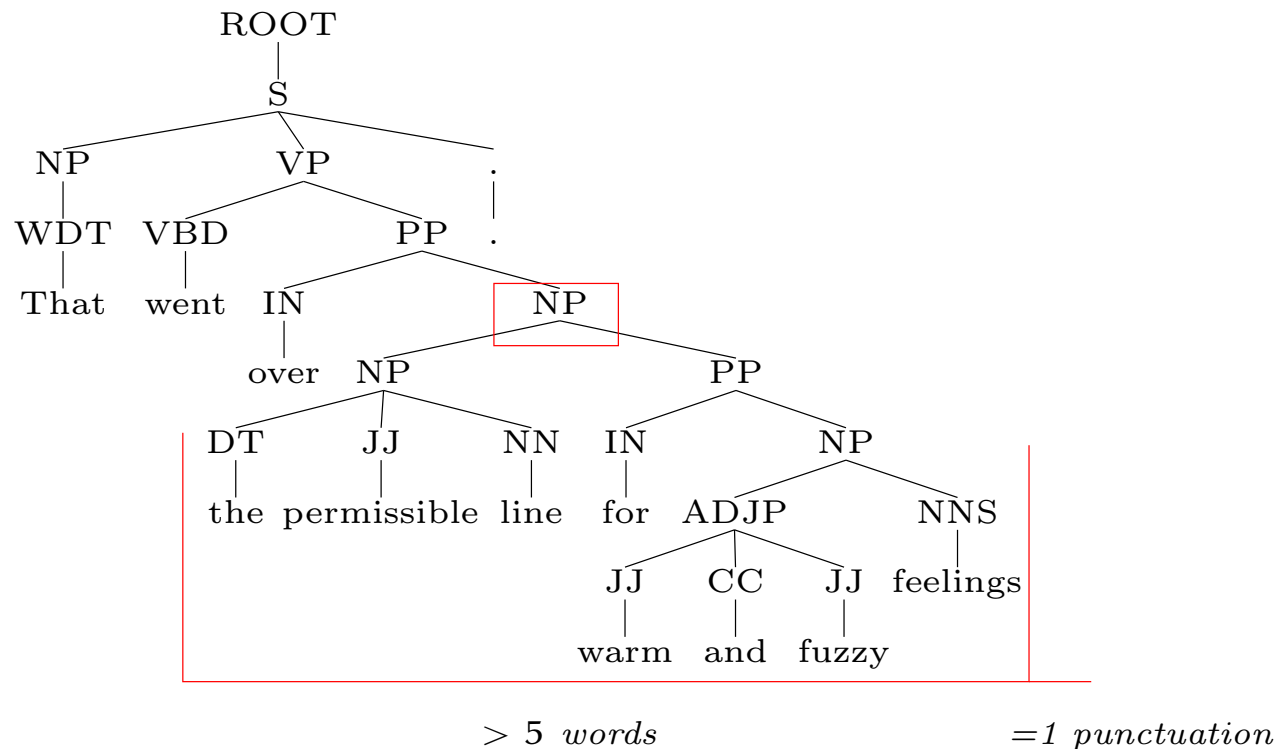 ROOT
S
NP VP .
WDT VBD PP .
That went IN NP
over NP PP
DT JJ NN IN NP
the permissible line for ADJP NNS
JJ CC JJ feelings
warm and fuzzy
> 5 words =1 punctuation